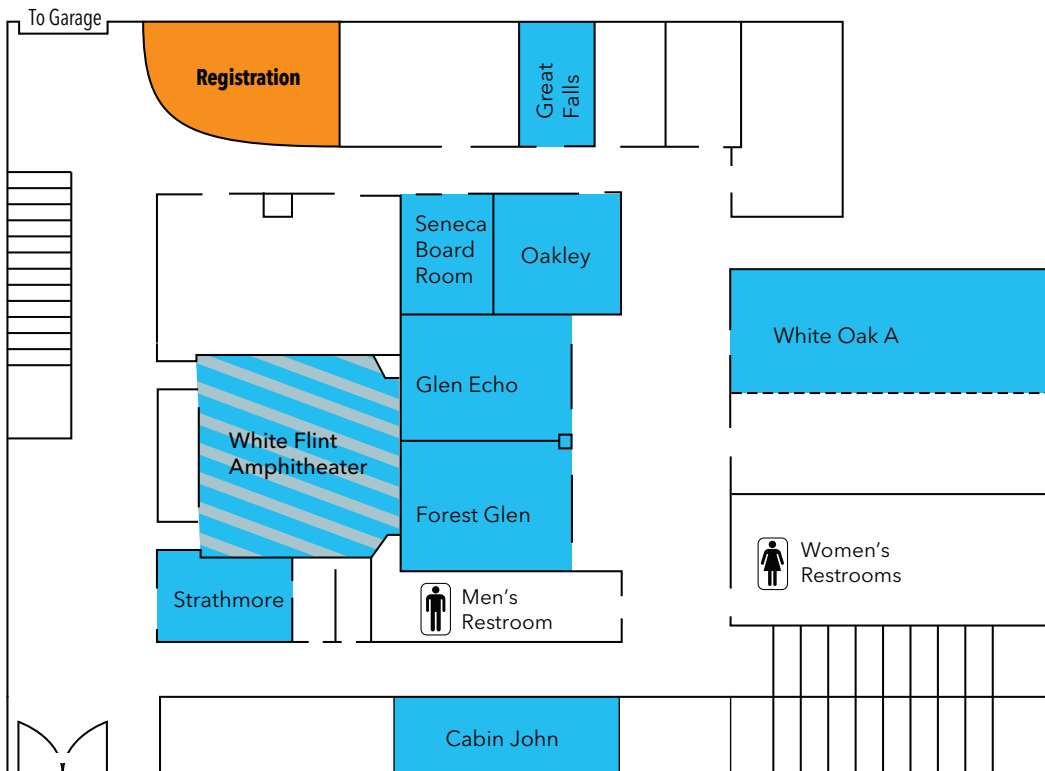 To Garage
Registration
Great
Falls
Seneca
Board
Room
Oakley
White Oak A
Glen Echo
White Flint
Amphitheater
Forest Glen
Women's
Restrooms
Strathmore
Men's
Restroom
Cabin John